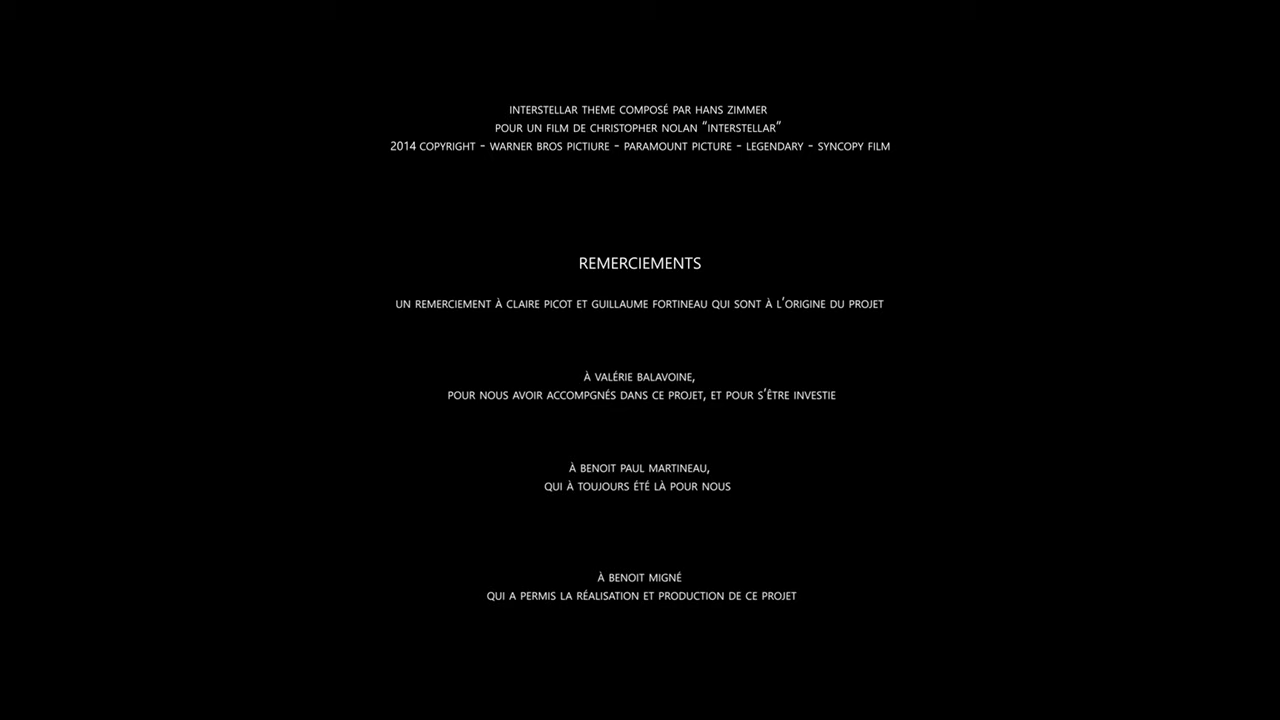 INTERSTELLAR THEME COMPOSÉ PAR HANS ZIMMER
POUR UN FILM DE CHRISTOPHER NOLAN "INTERSTELLAR"
2014 COPYRIGHT - WARNER BROS PICTIURE - PARAMOUNT PICTURE - LEGENDARY - SYNCOPY FILM
REMERCIEMENTS
UN REMERCIEMENT À CLAIRE PICOT ET GUILLAUME FORTINEAU QUI SONT À L'ORIGINE DU PROJET
À VALÉRIE BALAVOINE,
POUR NOUS AVOIR ACCOMPGNÉS DANS CE PROJET, ET POUR S'ÊTRE INVESTIE
À BENOIT PAUL MARTINEAU,
QUI À TOUJOURS ÉTÉ LÀ POUR NOUS
À BENOIT MIGNÉ
QUI A PERMIS LA RÉALISATION ET PRODUCTION DE CE PROJET